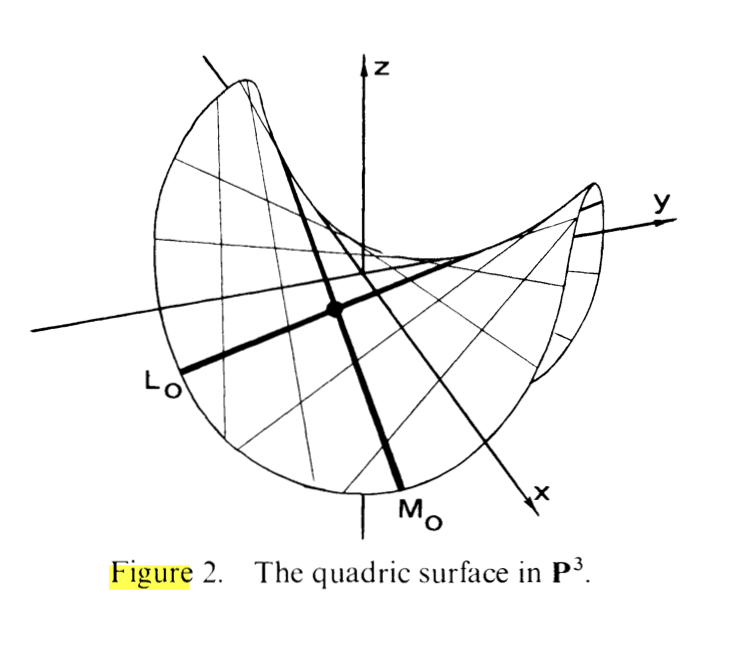 z
y
L₀
x
M₀
Figure 2. The quadric surface in P³.